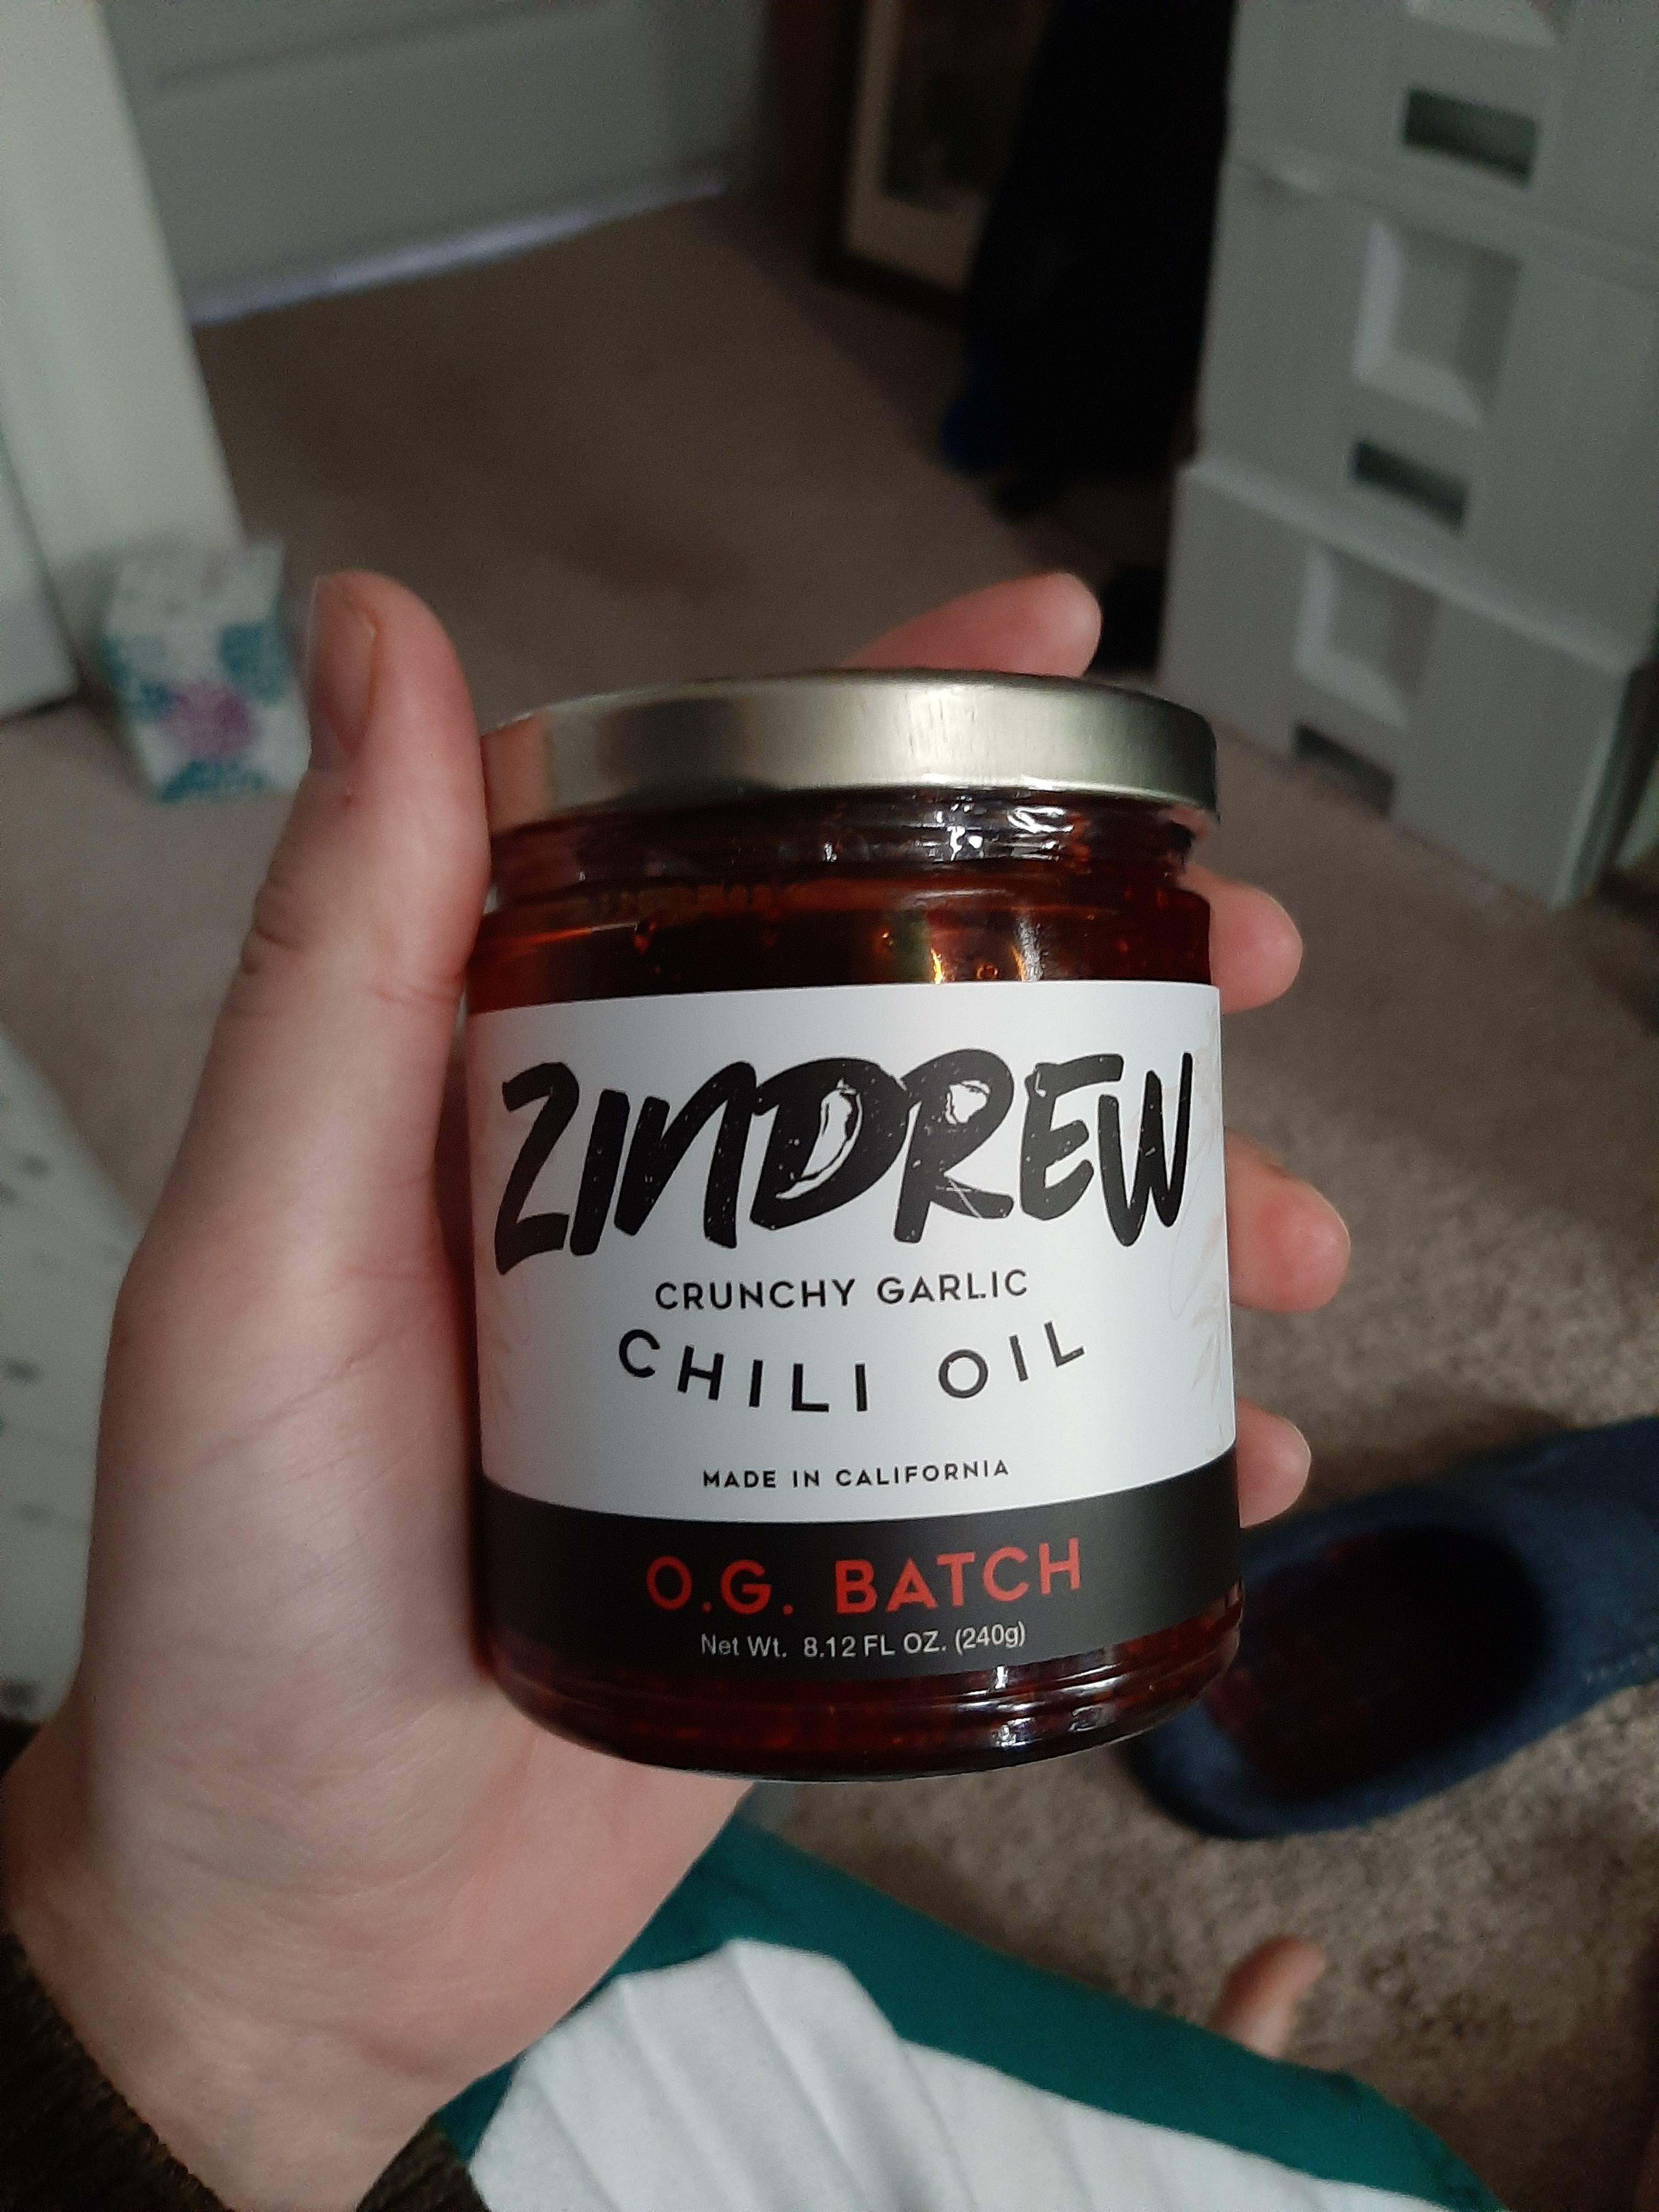 ZINDREW
CRUNCHY GARLIC
CHILI OIL
MADE IN CALIFORNIA
O.G. BATCH
Net Wt. 8.12 FL OZ. (240g)